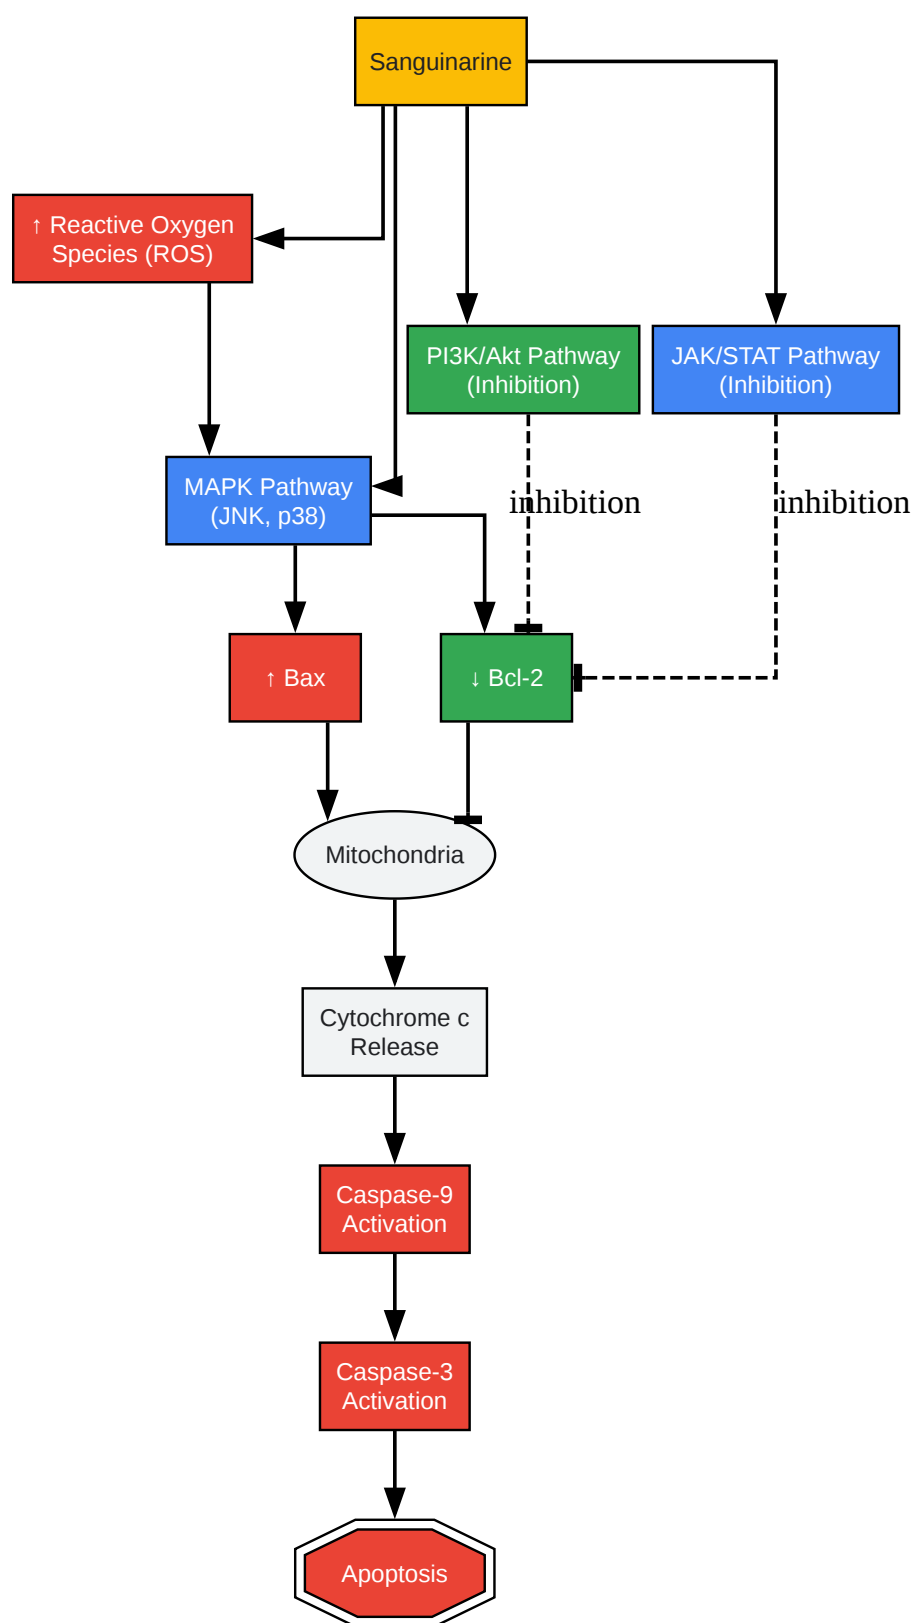 Sanguinarine
↑ Reactive Oxygen
Species (ROS)
PI3K/Akt Pathway
(Inhibition)
JAK/STAT Pathway
(Inhibition)
MAPK Pathway
(JNK, p38)
inhibition
inhibition
↑ Bax
↓ Bcl-2
Mitochondria
Cytochrome c
Release
Caspase-9
Activation
Caspase-3
Activation
Apoptosis